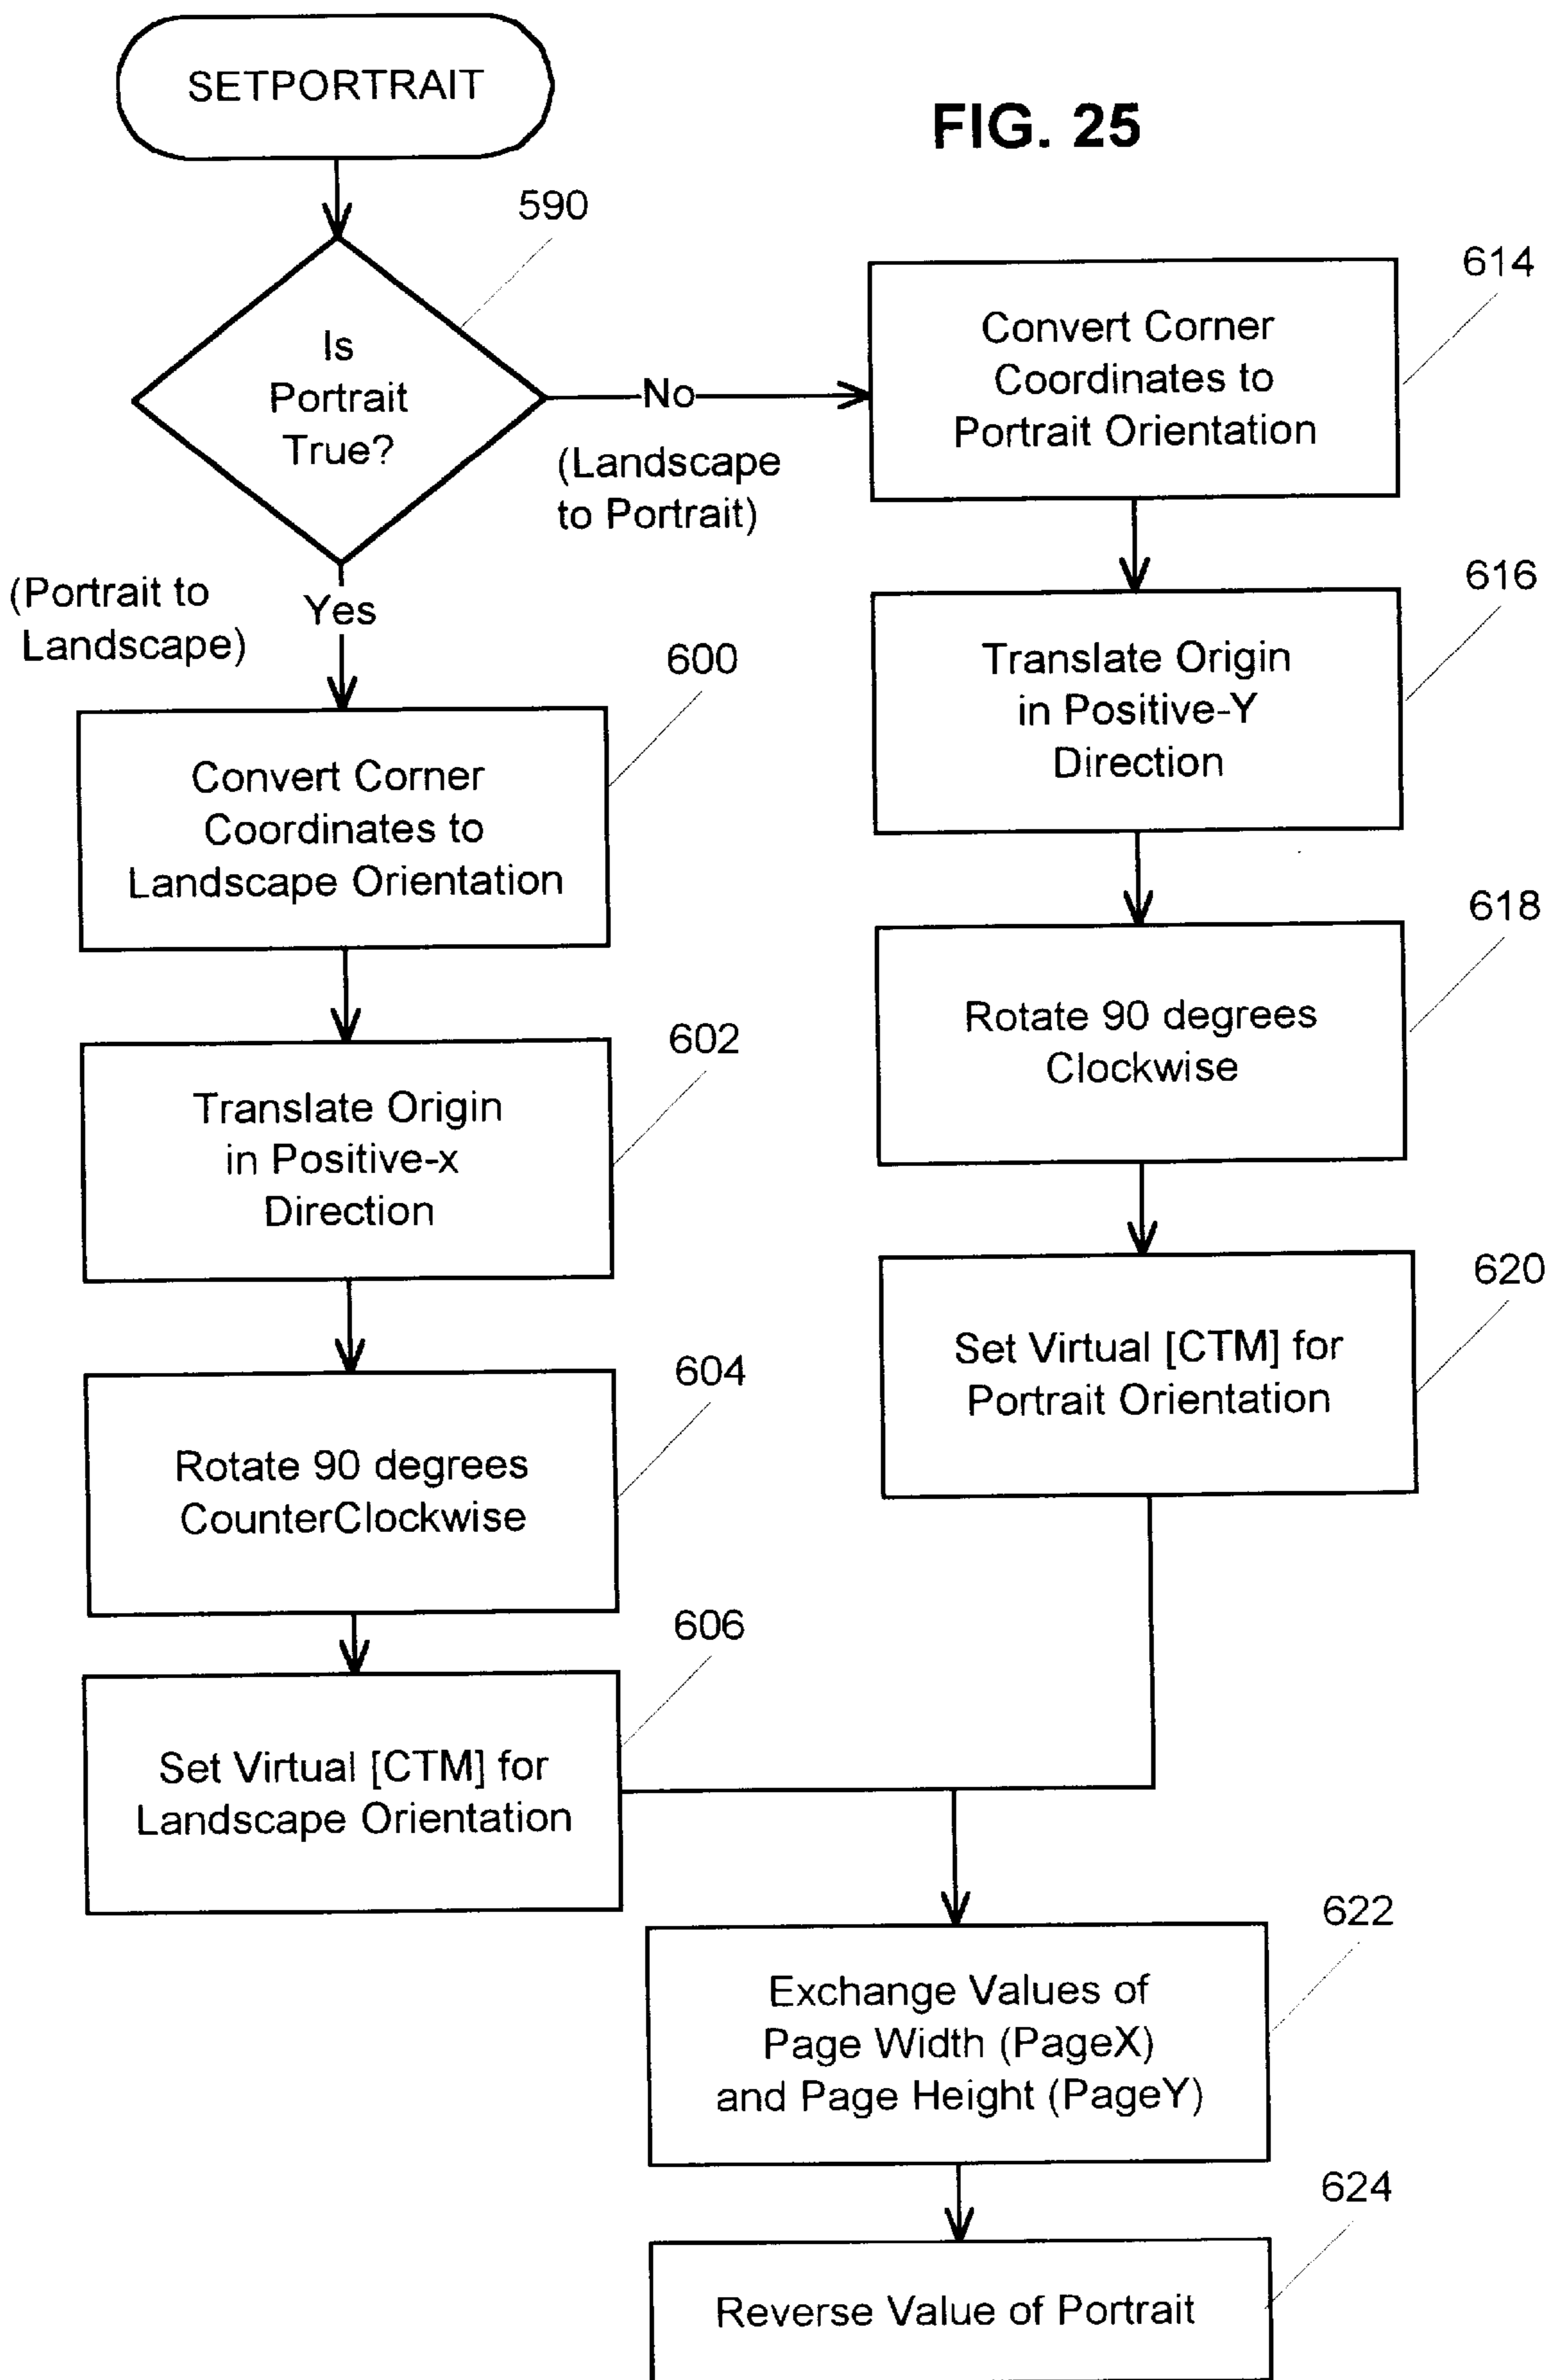 SETPORTRAIT
FIG. 25
590
Is
Portrait
True?
No
(Landscape
to Portrait)
(Portrait to
Landscape)
Yes
600
Convert Corner
Coordinates to
Landscape Orientation
602
Translate Origin
in Positive-x
Direction
604
Rotate 90 degrees
CounterClockwise
606
Set Virtual [CTM] for
Landscape Orientation
614
Convert Corner
Coordinates to
Portrait Orientation
616
Translate Origin
in Positive-Y
Direction
618
Rotate 90 degrees
Clockwise
620
Set Virtual [CTM] for
Portrait Orientation
622
Exchange Values of
Page Width (PageX)
and Page Height (PageY)
624
Reverse Value of Portrait